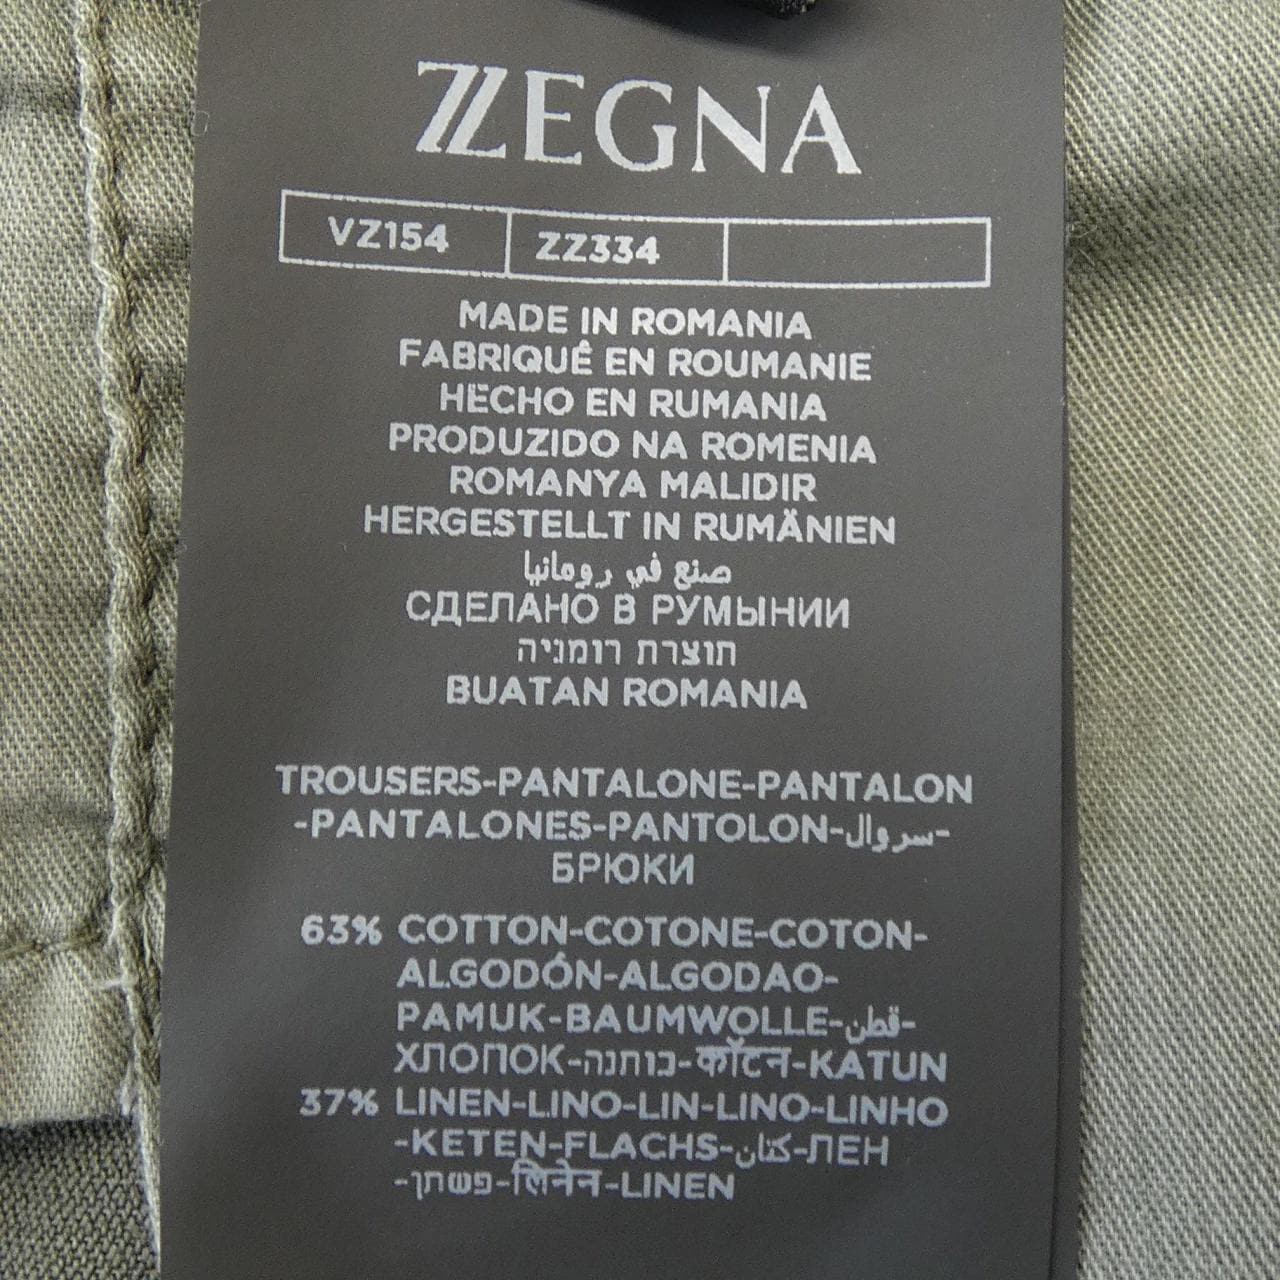 ZZEGNA
VZ154 ZZ334
MADE IN ROMANIA
FABRIQUÊ EN ROUMANIE
HECHO EN RUMANIA
PRODUZIDO NA ROMENIA
ROMANYA MALIDIR
HERGESTELLT IN RUMÄNIEN
صنع في رومانيا
СДЕЛАНО В РУМЫНИИ
תוצרת רומניה
BUATAN ROMANIA
TROUSERS-PANTALONE-PANTALON
-PANTALONES-PANTOLON-سروال-
БРЮКИ
63% COTTON-COTONE-COTON-
ALGODÓN-ALGODAO-
PAMUK-BAUMWOLLE-قطن-
ХЛОПОК-כותנה-कॉटन-KATUN
37% LINEN-LINO-LIN-LINO-LINHO
-KETEN-FLACHS-كتان-ЛЕН
-פשתן-लिनेन-LINEN